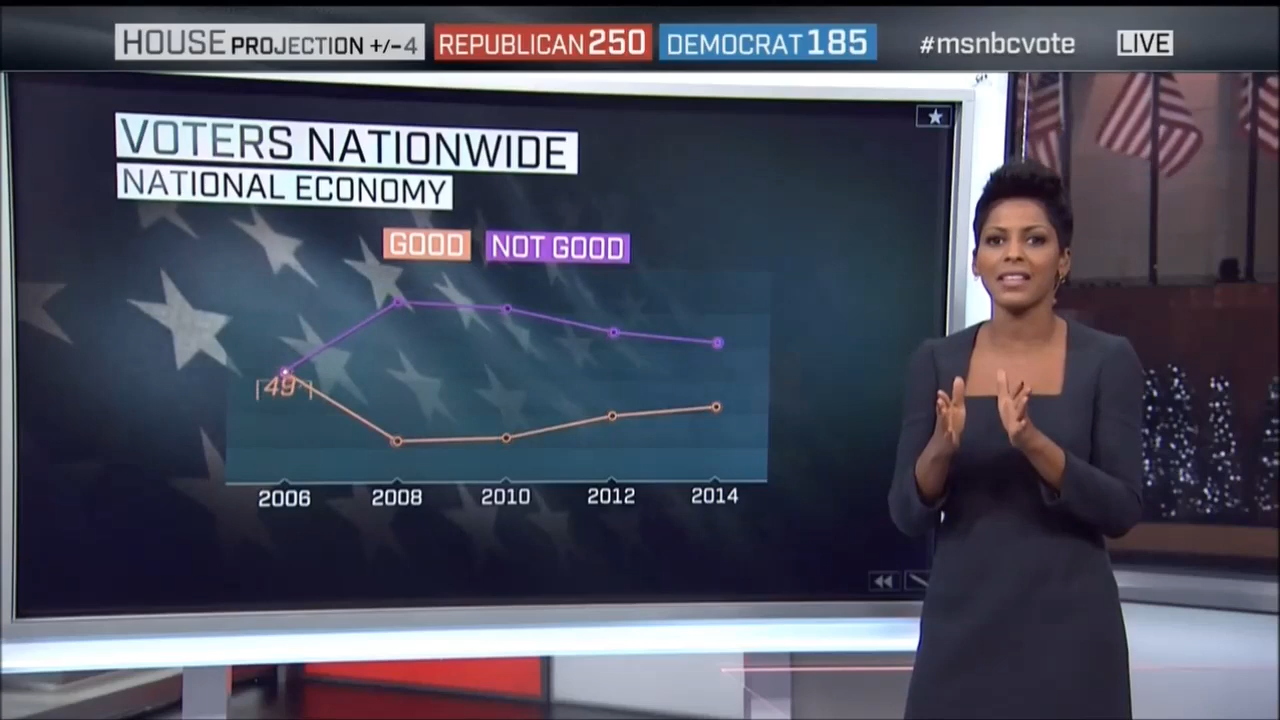 HOUSE PROJECTION +/-4 REPUBLICAN 250 DEMOCRAT 185 #msnbcvote LIVE
VOTERS NATIONWIDE
NATIONAL ECONOMY
GOOD NOT GOOD
49
2006 2008 2010 2012 2014